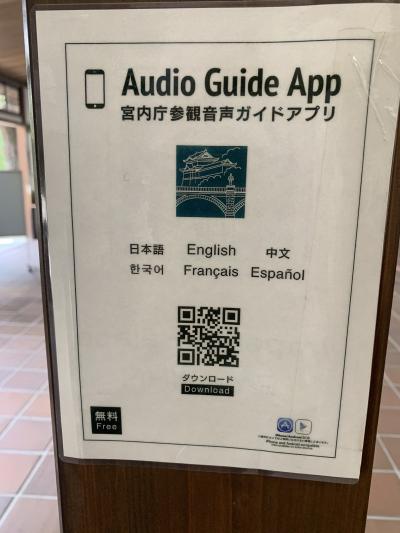 Audio Guide App
宮内庁参観音声ガイドアプリ
日本語 English 中文
한국어 Français Español
ダウンロード
Download
無料
Free